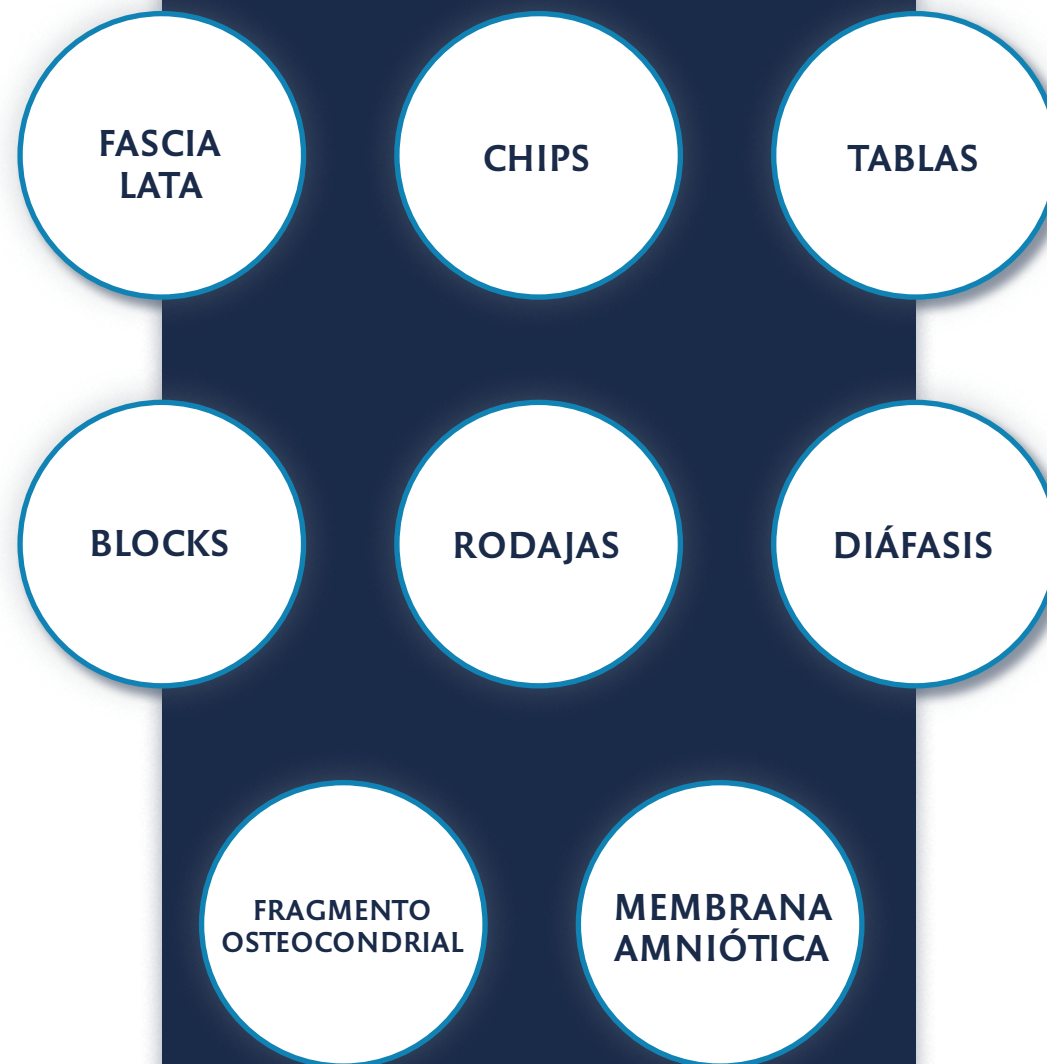 FASCIA
LATA
CHIPS
TABLAS
BLOCKS
RODAJAS
DIÁFASIS
FRAGMENTO
OSTEOCONDRIAL
MEMBRANA
AMNIÓTICA